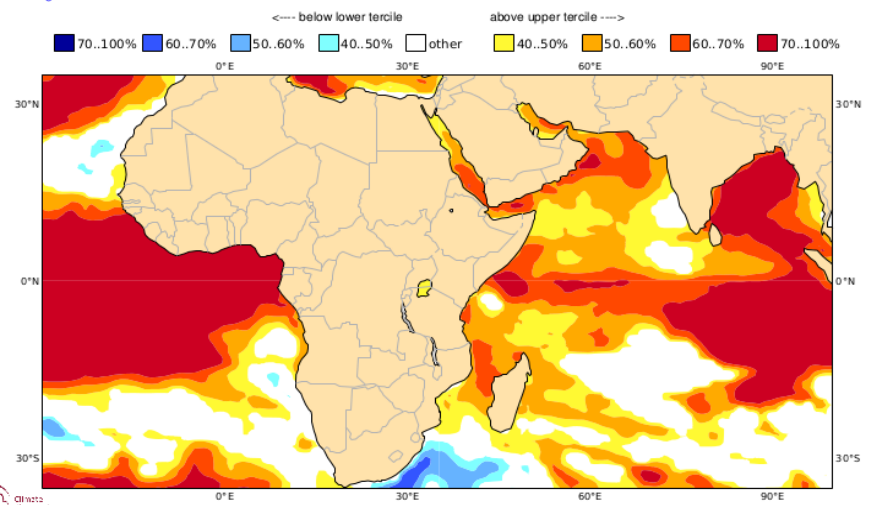 <---- below lower tercile above upper tercile ---->
70..100% 60..70% 50..60% 40..50% other 40..50% 50..60% 60..70% 70..100%
0°E 30°E 60°E 90°E
30°N 30°N
0°N 0°N
30°S 30°S
0°E 30°E 60°E 90°E
Climate